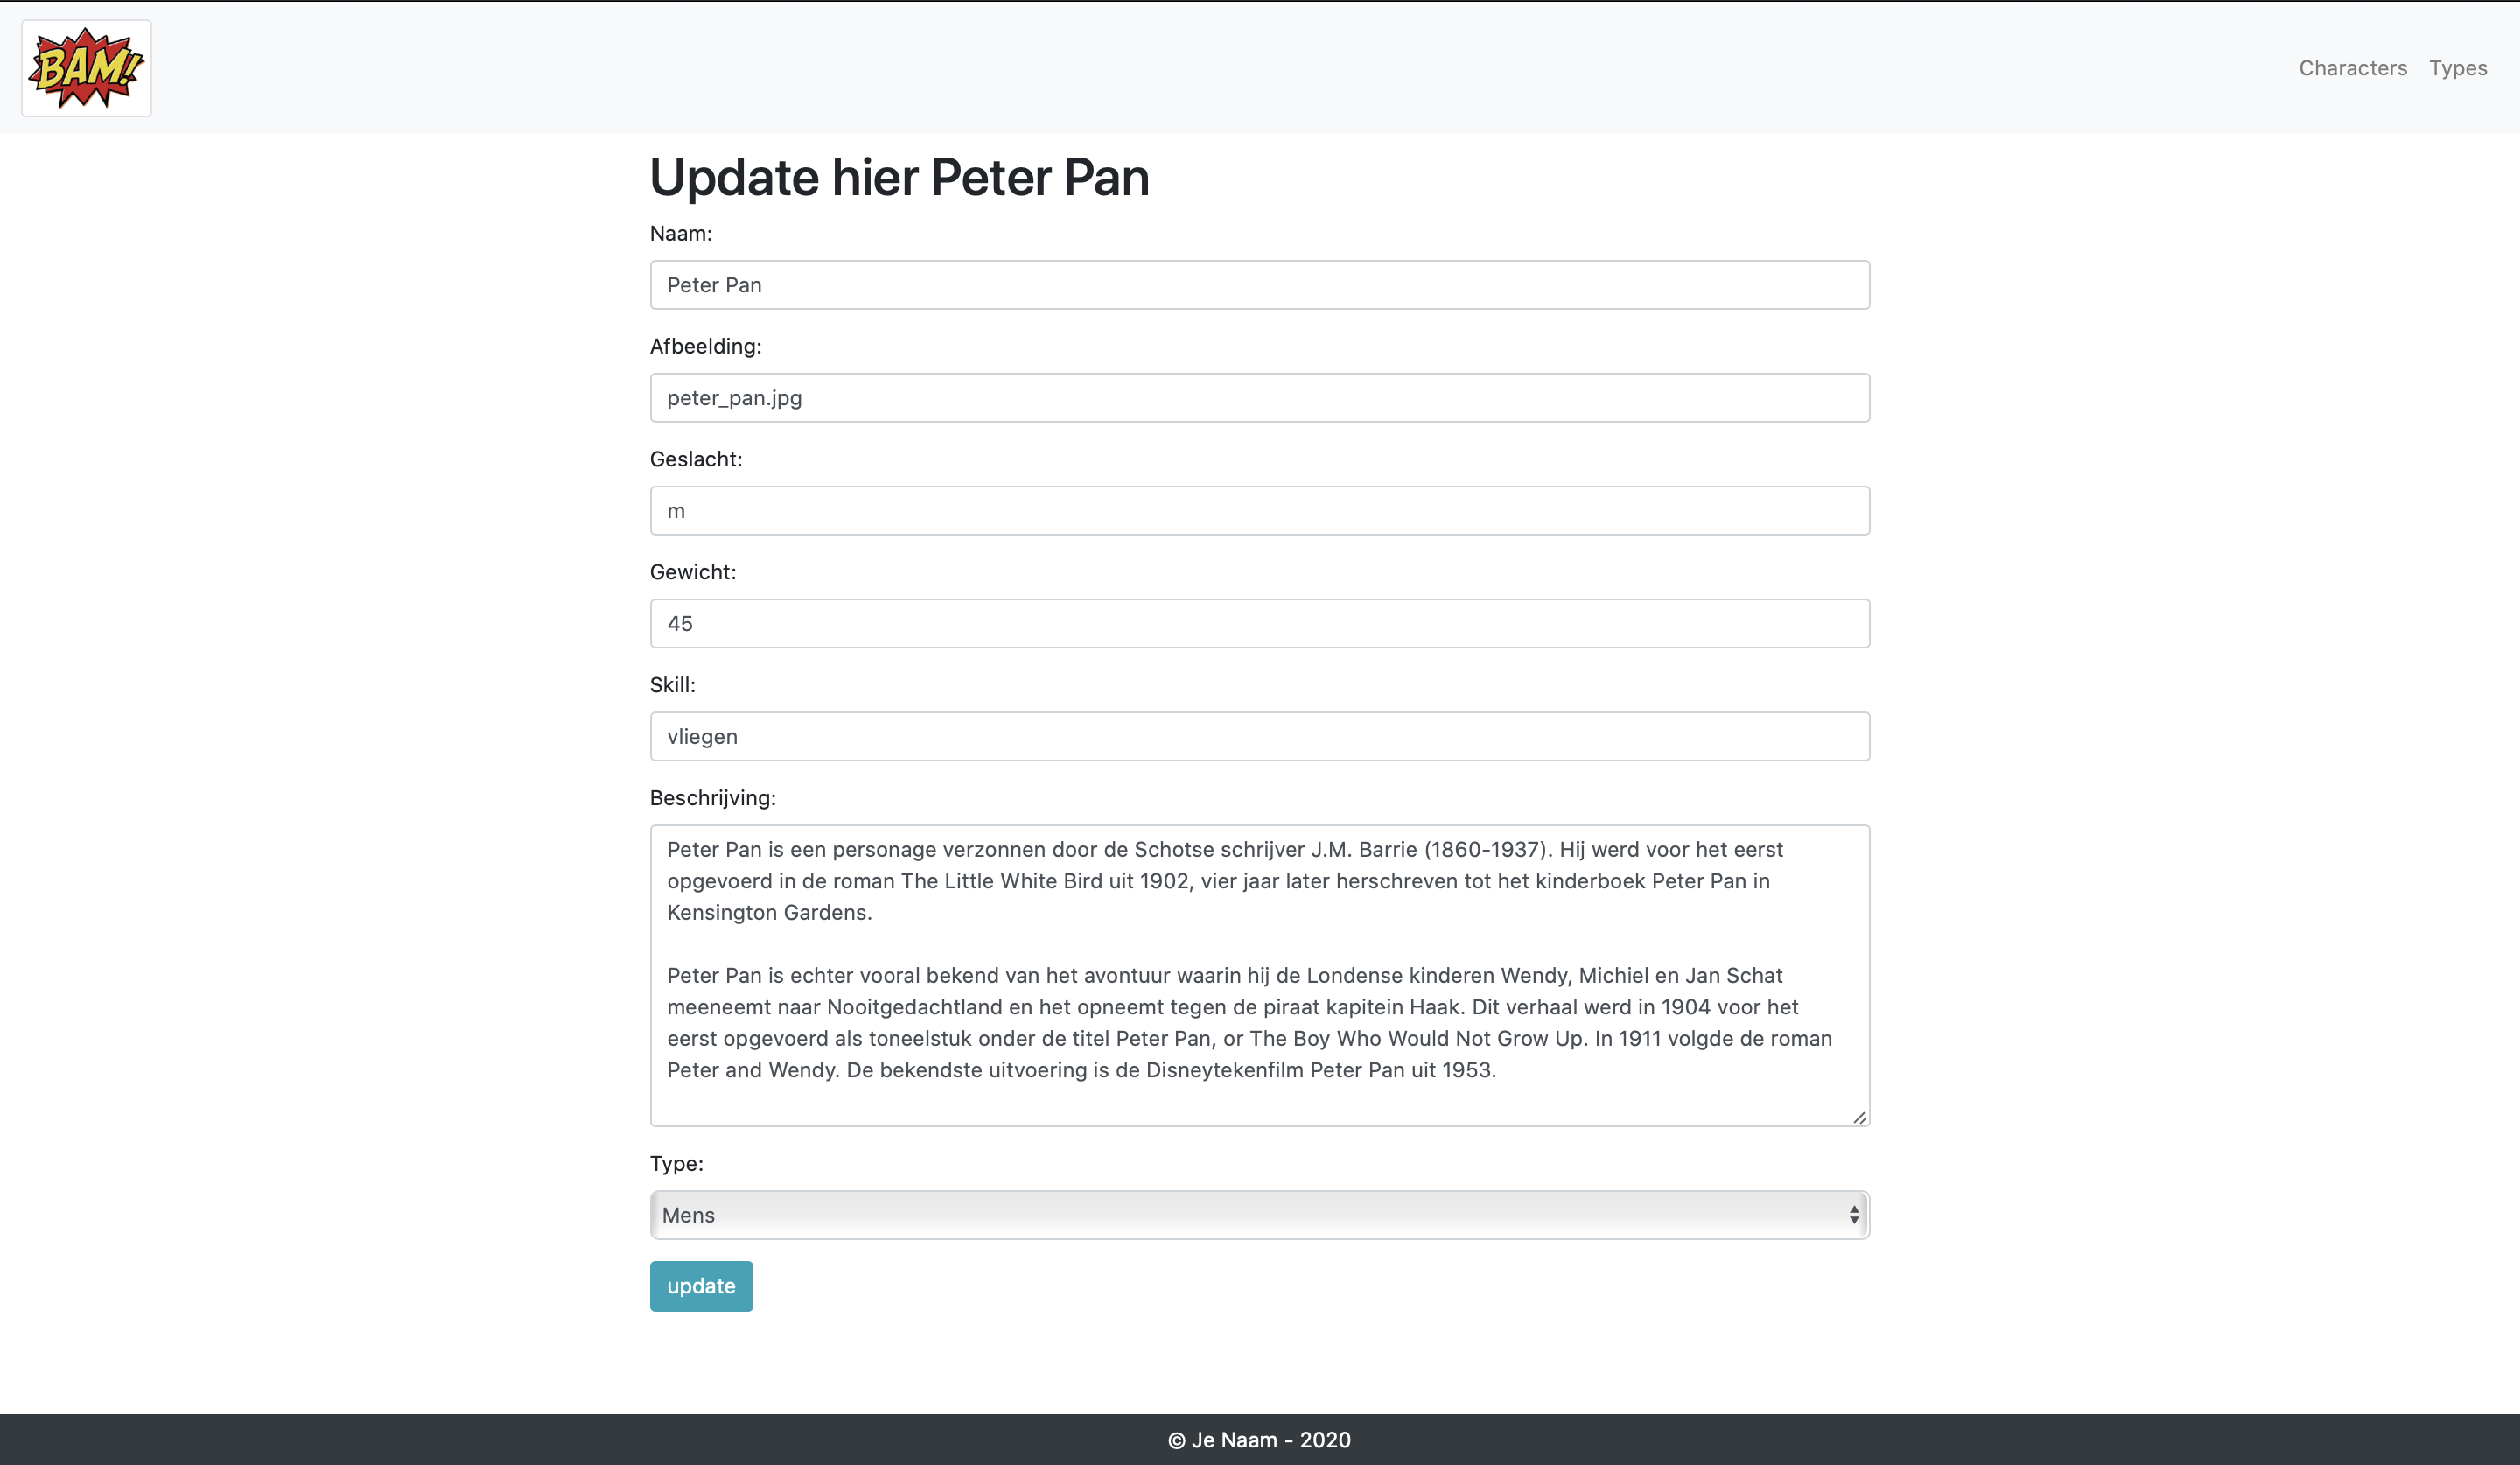 BAM!
Characters Types
Update hier Peter Pan
Naam:
Peter Pan
Afbeelding:
peter_pan.jpg
Geslacht:
m
Gewicht:
45
Skill:
vliegen
Beschrijving:
Peter Pan is een personage verzonnen door de Schotse schrijver J.M. Barrie (1860-1937). Hij werd voor het eerst
opgevoerd in de roman The Little White Bird uit 1902, vier jaar later herschreven tot het kinderboek Peter Pan in
Kensington Gardens.
Peter Pan is echter vooral bekend van het avontuur waarin hij de Londense kinderen Wendy, Michiel en Jan Schat
meeneemt naar Nooitgedachtland en het opneemt tegen de piraat kapitein Haak. Dit verhaal werd in 1904 voor het
eerst opgevoerd als toneelstuk onder de titel Peter Pan, or The Boy Who Would Not Grow Up. In 1911 volgde de roman
Peter and Wendy. De bekendste uitvoering is de Disneytekenfilm Peter Pan uit 1953.
Type:
Mens
update
© Je Naam - 2020